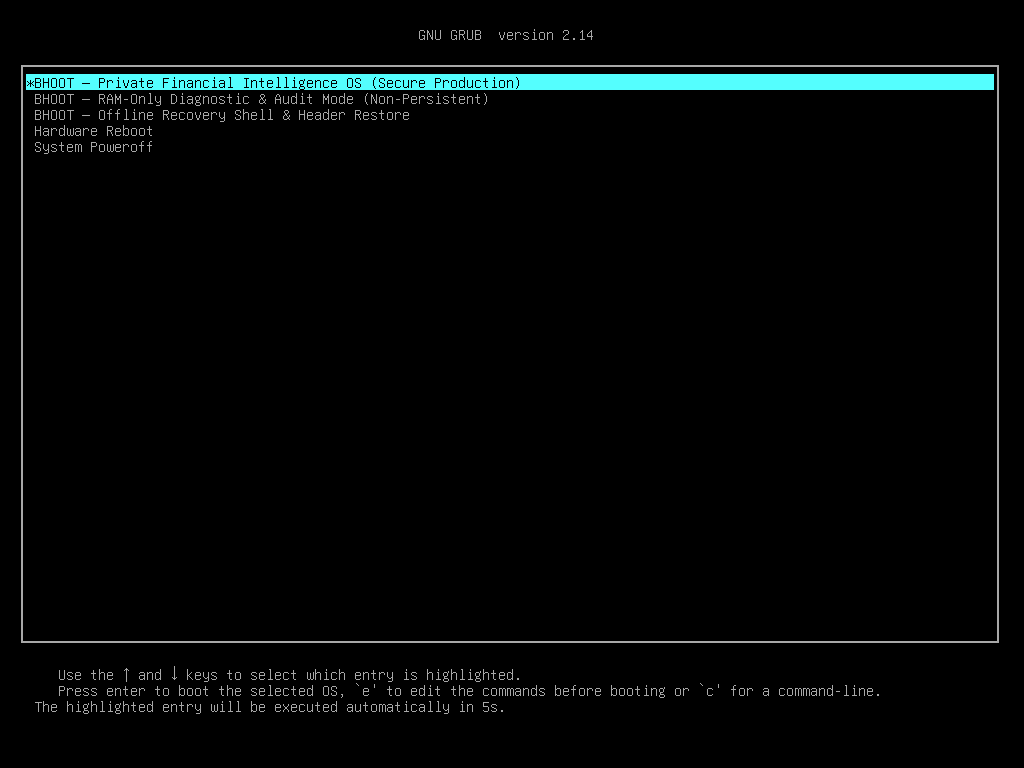 GNU GRUB  version 2.14
*BHOOT — Private Financial Intelligence OS (Secure Production)
BHOOT — RAM-Only Diagnostic & Audit Mode (Non-Persistent)
BHOOT — Offline Recovery Shell & Header Restore
Hardware Reboot
System Poweroff
Use the ↑ and ↓ keys to select which entry is highlighted.
Press enter to boot the selected OS, `e' to edit the commands before booting or `c' for a command-line.
The highlighted entry will be executed automatically in 5s.